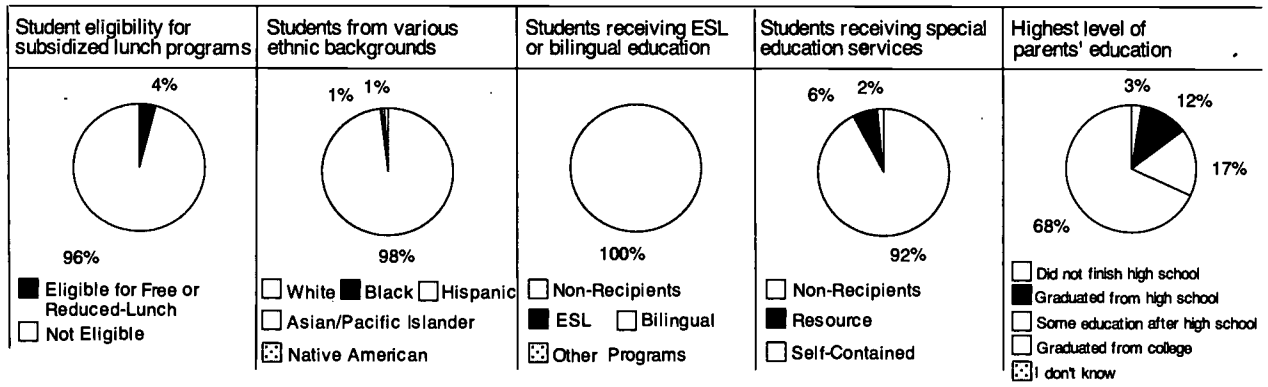 Student eligibility for
subsidized lunch programs
4%
96%
Eligible for Free or
Reduced-Lunch
Not Eligible
Students from various
ethnic backgrounds
1% 1%
98%
White Black Hispanic
Asian/Pacific Islander
Native American
Students receiving ESL
or bilingual education
100%
Non-Recipients
ESL Bilingual
Other Programs
Students receiving special
education services
6% 2%
92%
Non-Recipients
Resource
Self-Contained
Highest level of
parents' education
3%
12%
17%
68%
Did not finish high school
Graduated from high school
Some education after high school
Graduated from college
I don't know